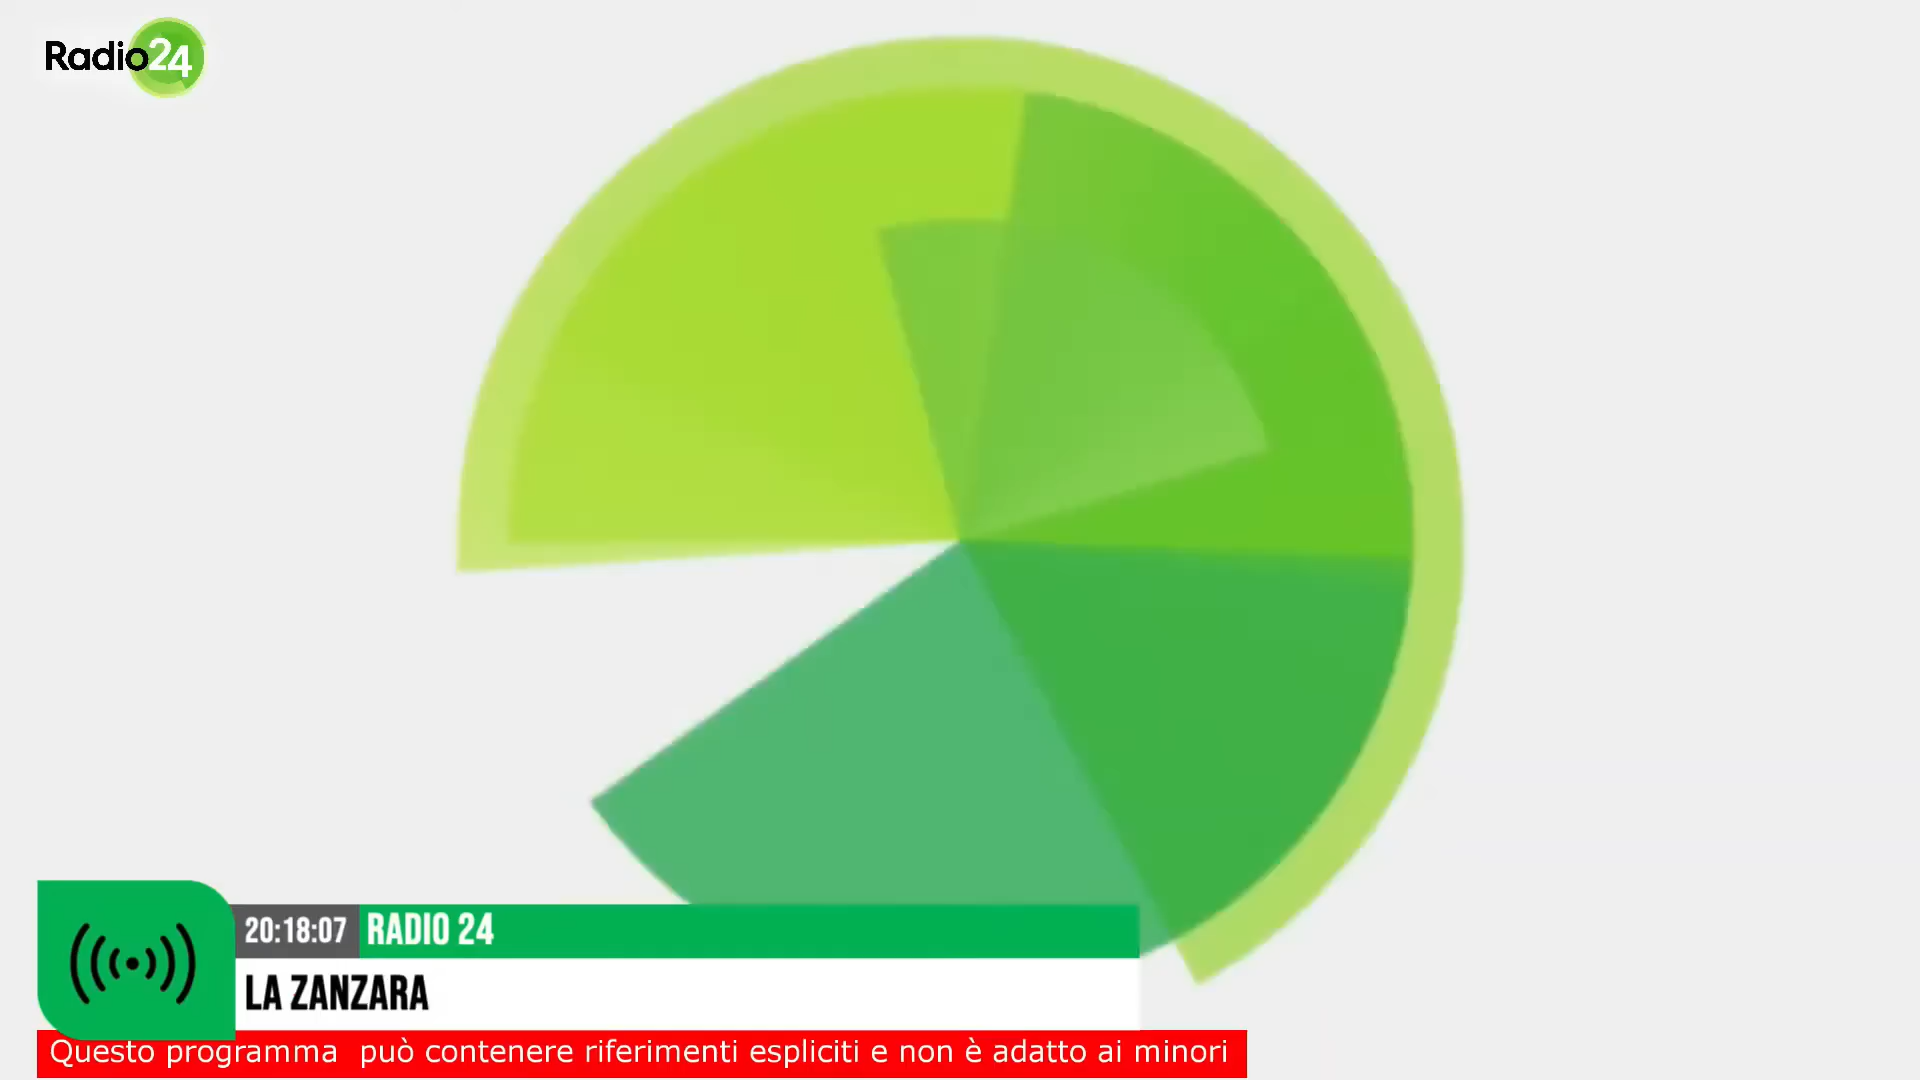 Radio24
20:18:07 RADIO 24
LA ZANZARA
Questo programma  può contenere riferimenti espliciti e non è adatto ai minori